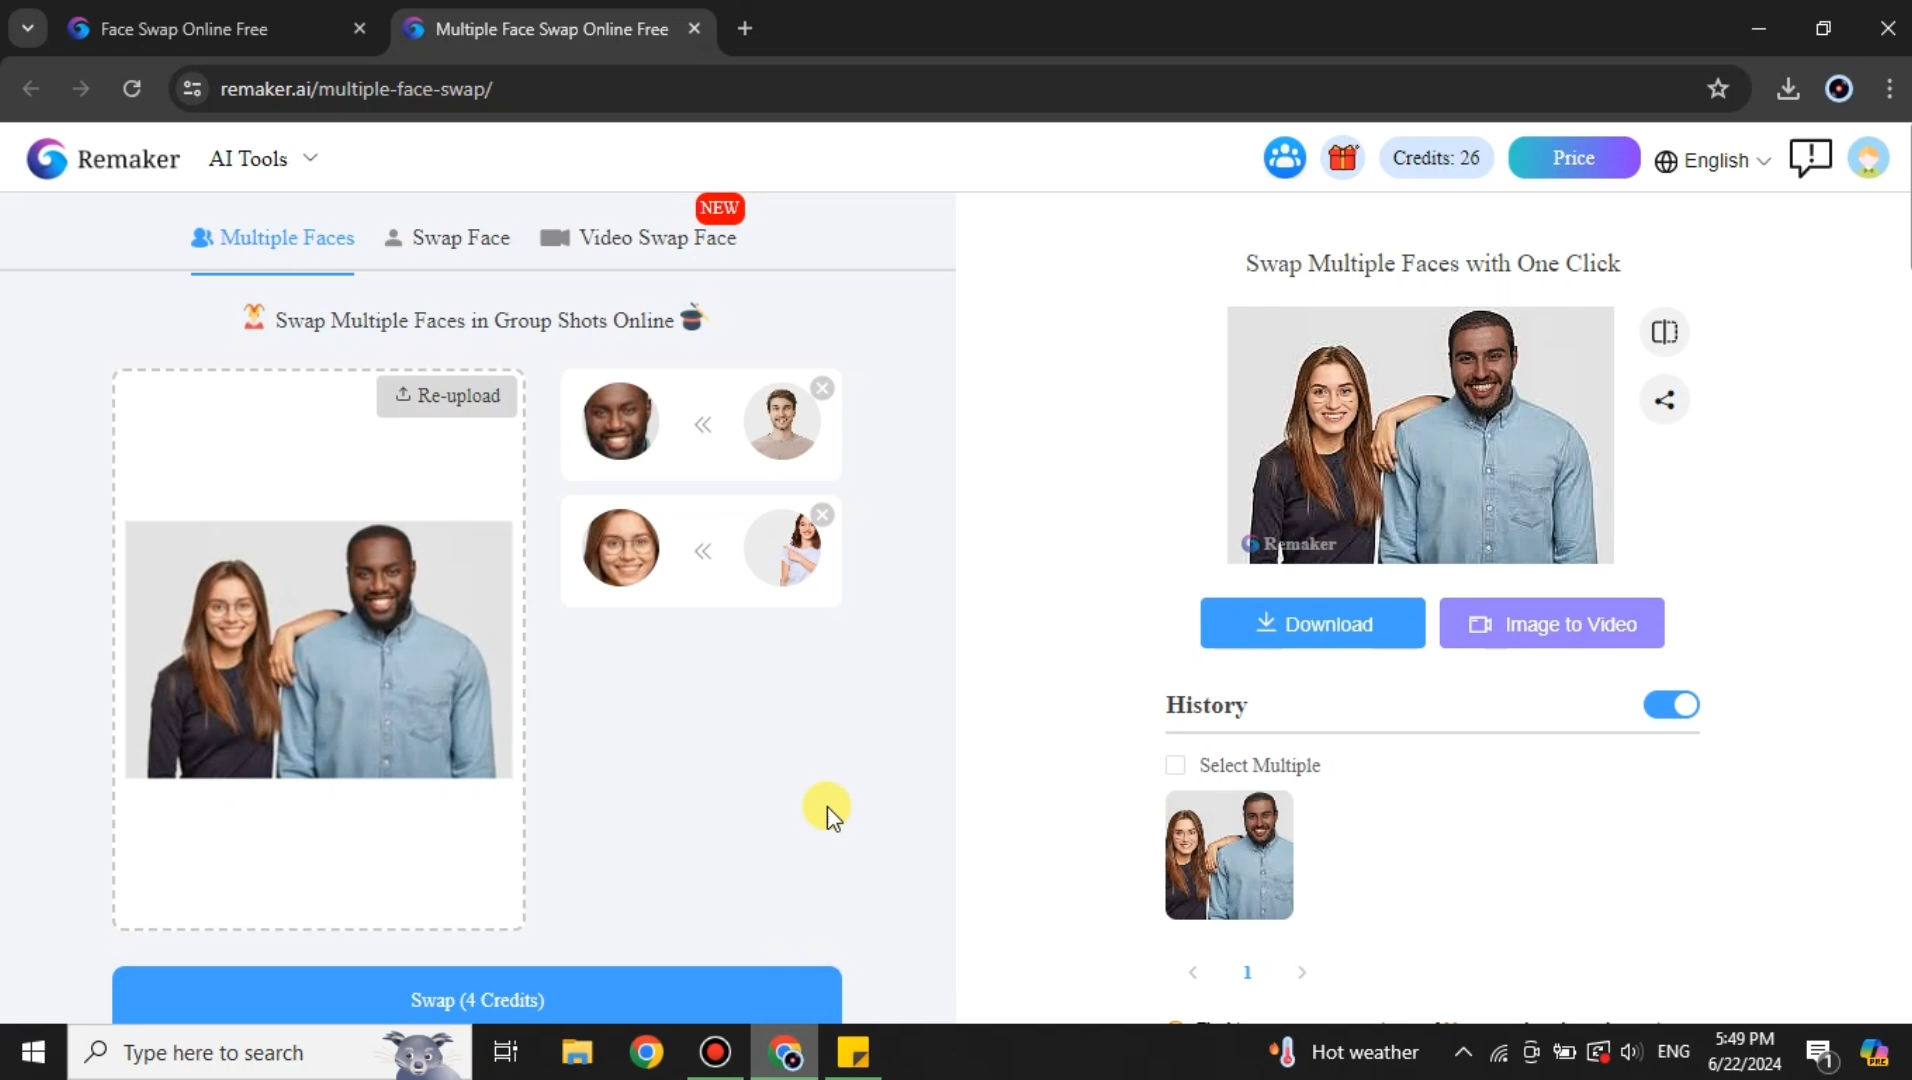 Face Swap Online Free
Multiple Face Swap Online Free
remaker.ai/multiple-face-swap/
Remaker
AI Tools
Credits: 26
Price
English
NEW
Multiple Faces
Swap Face
Video Swap Face
Swap Multiple Faces in Group Shots Online
Re-upload
Swap (4 Credits)
Swap Multiple Faces with One Click
Remaker
Download
Image to Video
History
Select Multiple
1
Type here to search
Hot weather
ENG
5:49 PM
6/22/2024
1
PRE